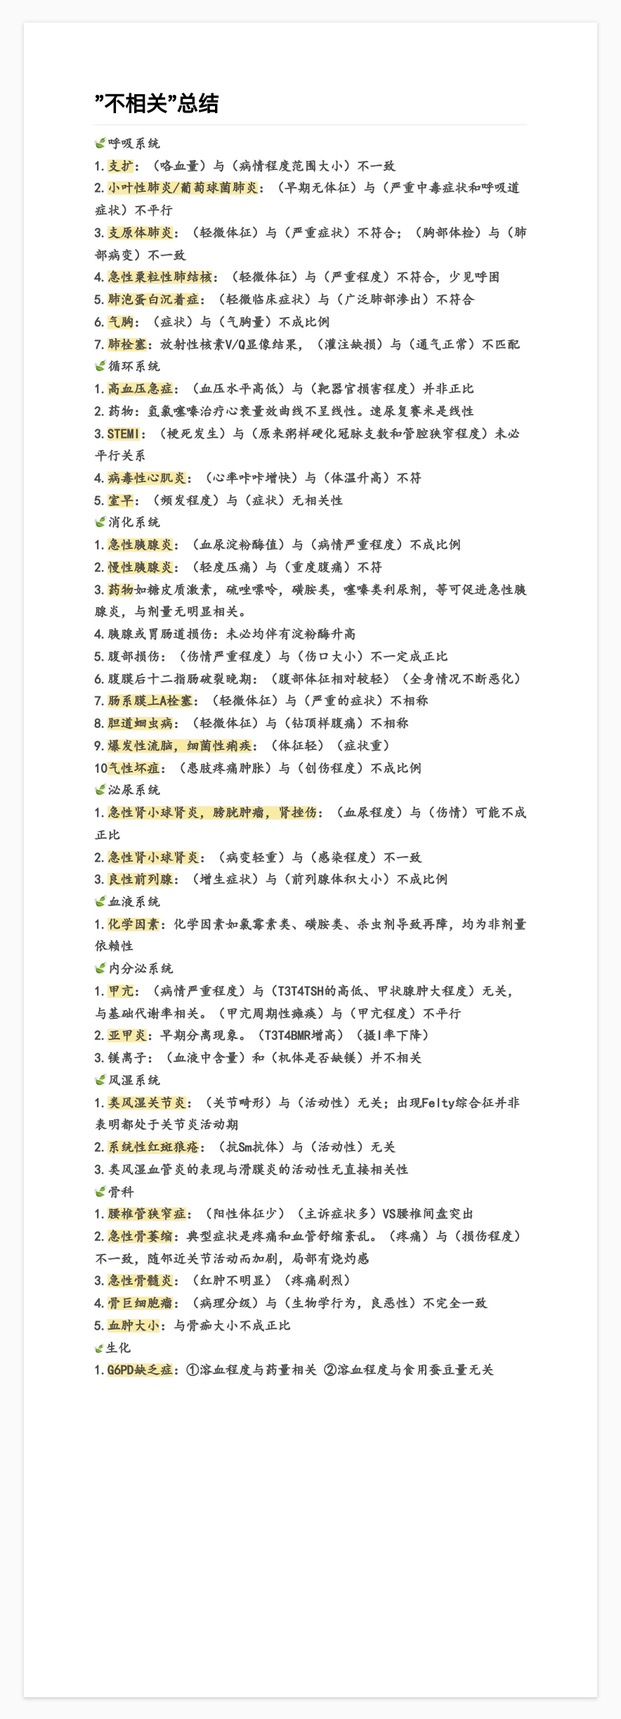 ”不相关”总结
呼吸系统
1.支扩：（咯血量）与（病情程度范围大小）不一致
2.小叶性肺炎/葡萄球菌肺炎：（早期无体征）与（严重中毒症状和呼吸道
症状）不平行
3.支原体肺炎：（轻微体征）与（严重症状）不符合；（胸部体检）与（肺
部病变）不一致
4.急性粟粒性肺结核：（轻微体征）与（严重程度）不符合，少见呼困
5.肺泡蛋白沉着症：（轻微临床症状）与（广泛肺部渗出）不符合
6.气胸：（症状）与（气胸量）不成比例
7.肺栓塞：放射性核素V/Q显像结果，（灌注缺损）与（通气正常）不匹配
循环系统
1.高血压急症：（血压水平高低）与（靶器官损害程度）并非正比
2.药物：氢氯噻嗪治疗心衰量效曲线不呈线性。速尿复赛米是线性
3.STEMI：（梗死发生）与（原来粥样硬化冠脉支数和管腔狭窄程度）未必
平行关系
4.病毒性心肌炎：（心率咔咔增快）与（体温升高）不符
5.室早：（频发程度）与（症状）无相关性
消化系统
1.急性胰腺炎：（血尿淀粉酶值）与（病情严重程度）不成比例
2.慢性胰腺炎：（轻度压痛）与（重度腹痛）不符
3.药物如糖皮质激素，硫唑嘌呤，磺胺类，噻嗪类利尿剂，等可促进急性胰
腺炎，与剂量无明显相关。
4.胰腺或胃肠道损伤：未必均伴有淀粉酶升高
5.腹部损伤：（伤情严重程度）与（伤口大小）不一定成正比
6.腹膜后十二指肠破裂晚期：（腹部体征相对较轻）（全身情况不断恶化）
7.肠系膜上A栓塞：（轻微体征）与（严重的症状）不相称
8.胆道蛔虫病：（轻微体征）与（钻顶样腹痛）不相称
9.爆发性流脑，细菌性痢疾：（体征轻）（症状重）
10气性坏疽：（患肢疼痛肿胀）与（创伤程度）不成比例
泌尿系统
1.急性肾小球肾炎，膀胱肿瘤，肾挫伤：（血尿程度）与（伤情）可能不成
正比
2.急性肾小球肾炎：（病变轻重）与（感染程度）不一致
3.良性前列腺：（增生症状）与（前列腺体积大小）不成比例
血液系统
1.化学因素：化学因素如氯霉素类、磺胺类、杀虫剂导致再障，均为非剂量
依赖性
内分泌系统
1.甲亢：（病情严重程度）与（T3T4TSH的高低、甲状腺肿大程度）无关，
与基础代谢率相关。（甲亢周期性瘫痪）与（甲亢程度）不平行
2.亚甲炎：早期分离现象。（T3T4BMR增高）（摄I率下降）
3.镁离子：（血液中含量）和（机体是否缺镁）并不相关
风湿系统
1.类风湿关节炎：（关节畸形）与（活动性）无关；出现Felty综合征并非
表明都处于关节炎活动期
2.系统性红斑狼疮：（抗Sm抗体）与（活动性）无关
3.类风湿血管炎的表现与滑膜炎的活动性无直接相关性
骨科
1.腰椎管狭窄症：（阳性体征少）（主诉症状多）VS腰椎间盘突出
2.急性骨萎缩：典型症状是疼痛和血管舒缩紊乱。（疼痛）与（损伤程度）
不一致，随邻近关节活动而加剧，局部有烧灼感
3.急性骨髓炎：（红肿不明显）（疼痛剧烈）
4.骨巨细胞瘤：（病理分级）与（生物学行为，良恶性）不完全一致
5.血肿大小：与骨痂大小不成正比
生化
1.G6PD缺乏症：①溶血程度与药量相关 ②溶血程度与食用蚕豆量无关